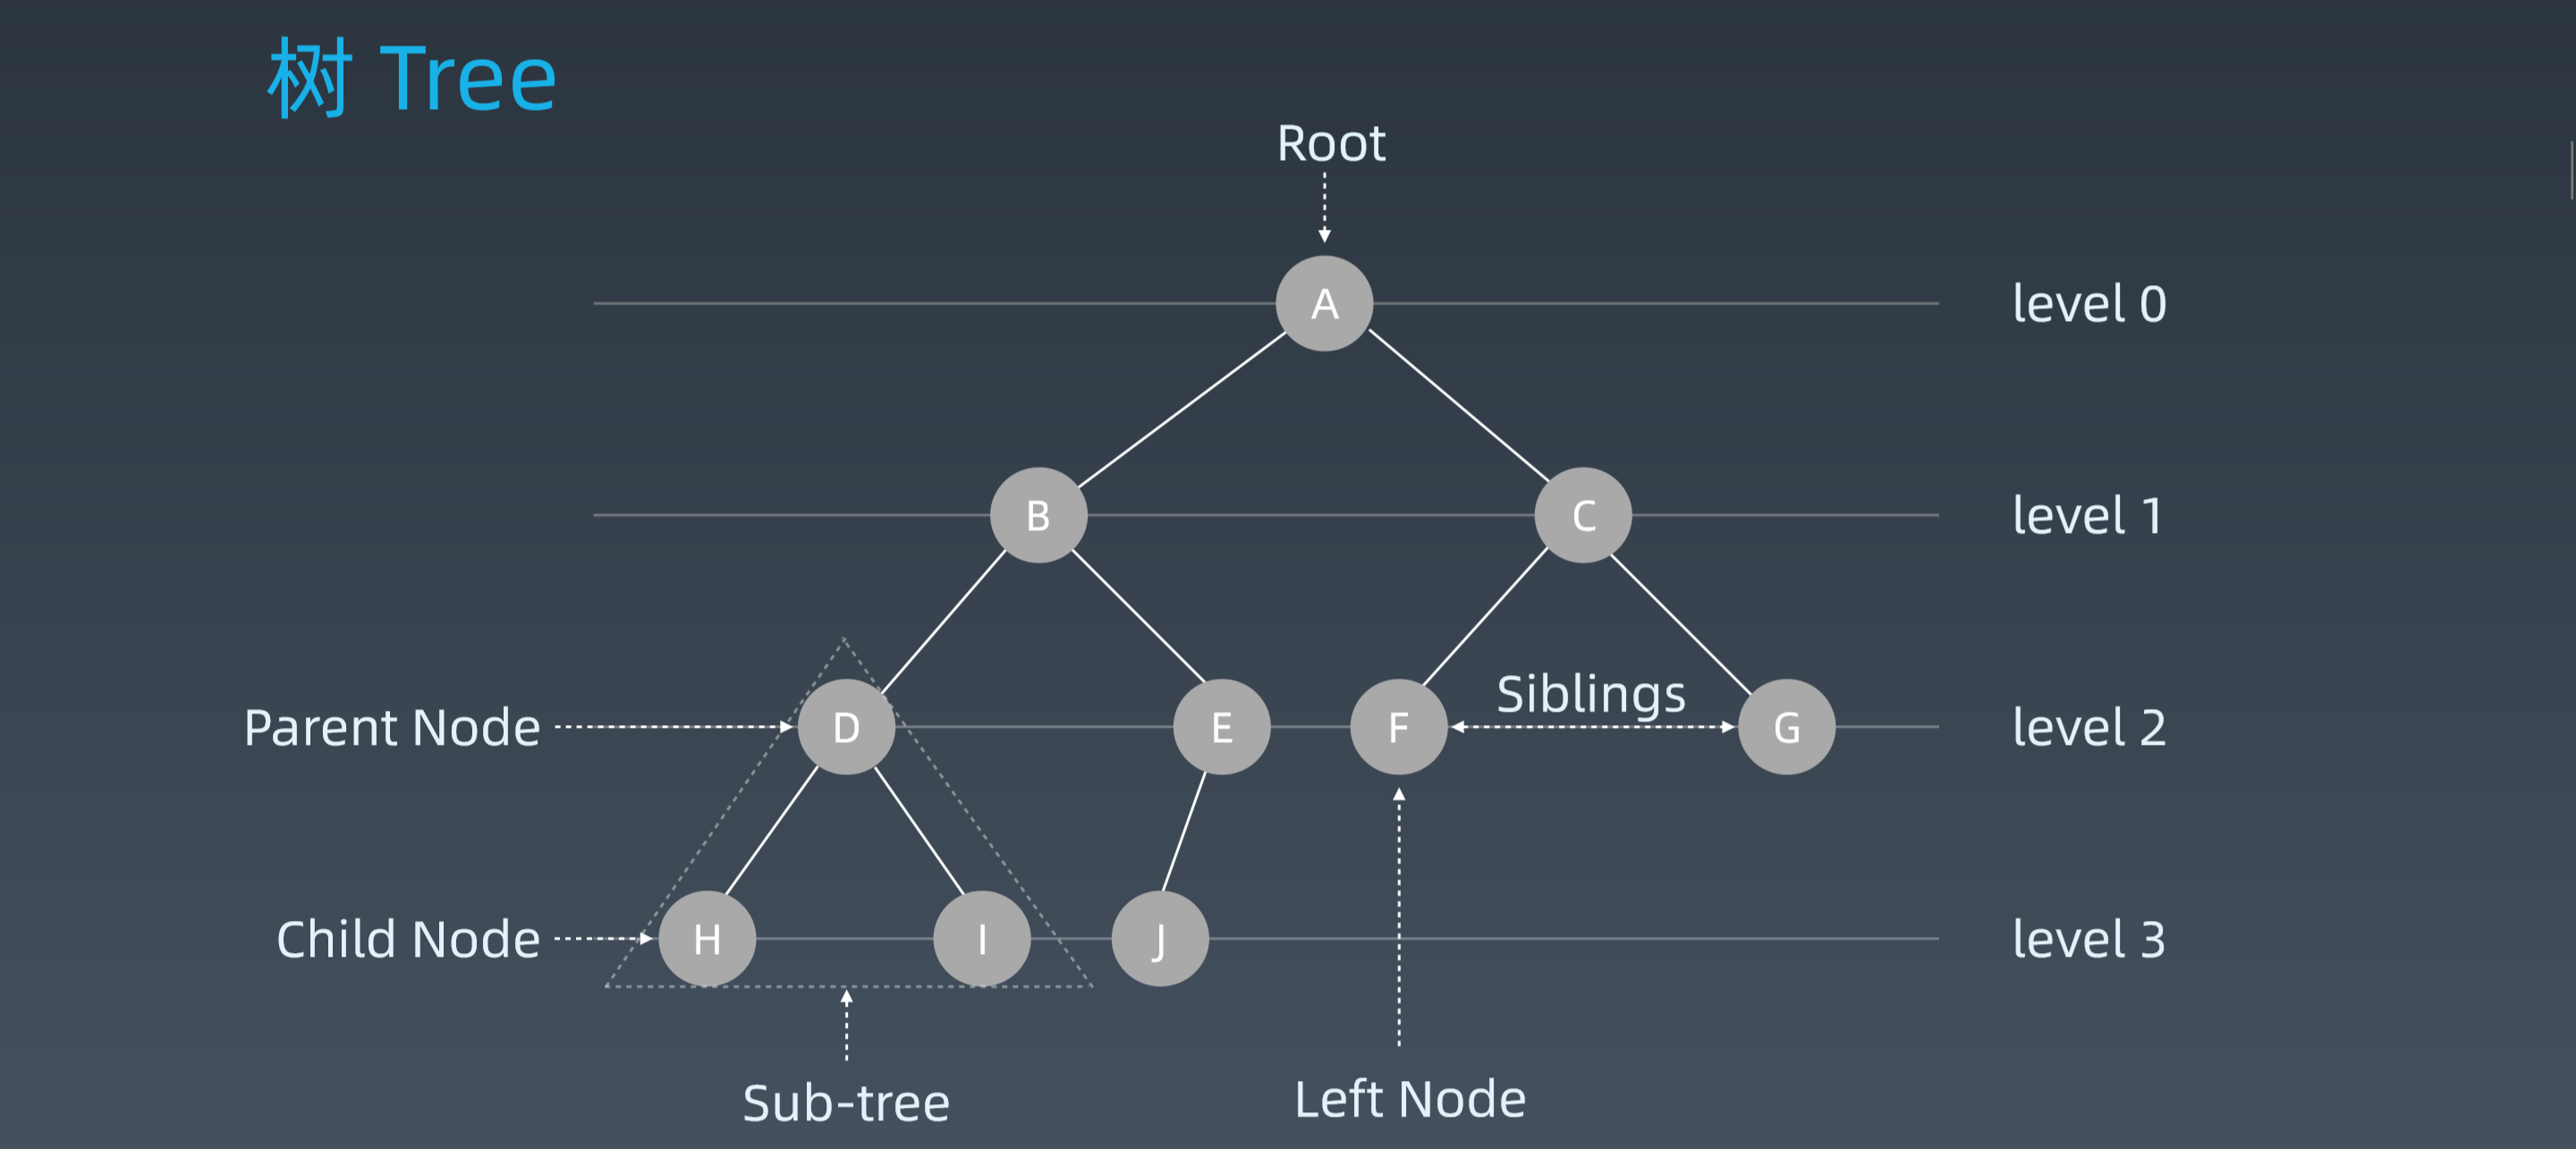 树 Tree
Root
A
level 0
B
C
level 1
Siblings
Parent Node
D
E
F
G
level 2
Child Node
H
I
J
level 3
Sub-tree
Left Node